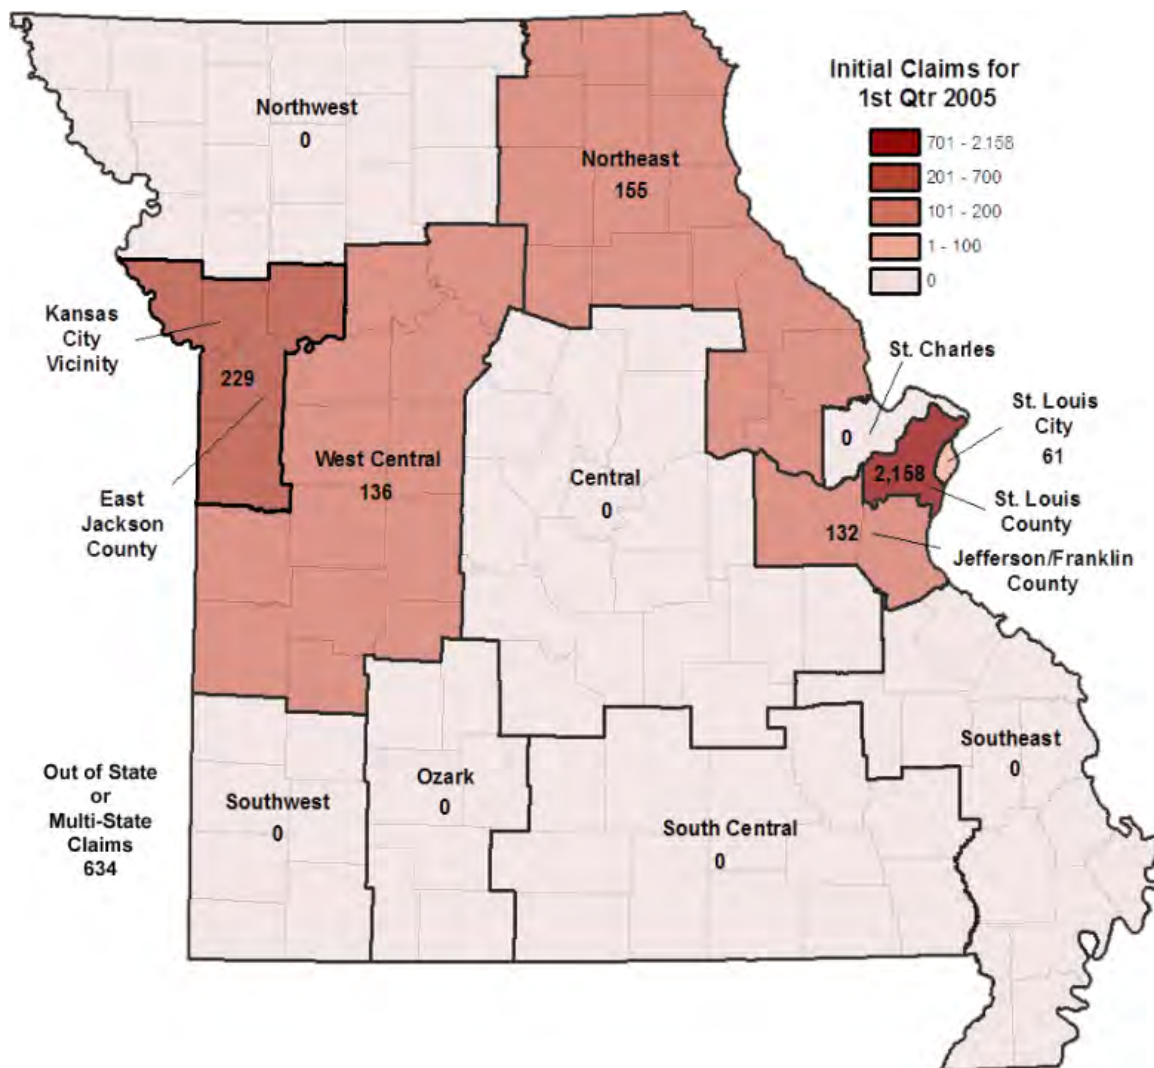 Initial Claims for
1st Qtr 2005
701 - 2,158
201 - 700
101 - 200
1 - 100
0
Northwest
0
Northeast
155
Kansas
City
Vicinity
229
East
Jackson
County
West Central
136
Central
0
St. Charles
0
St. Louis
City
61
2,158
St. Louis
County
132
Jefferson/Franklin
County
Out of State
or
Multi-State
Claims
634
Southwest
0
Ozark
0
South Central
0
Southeast
0